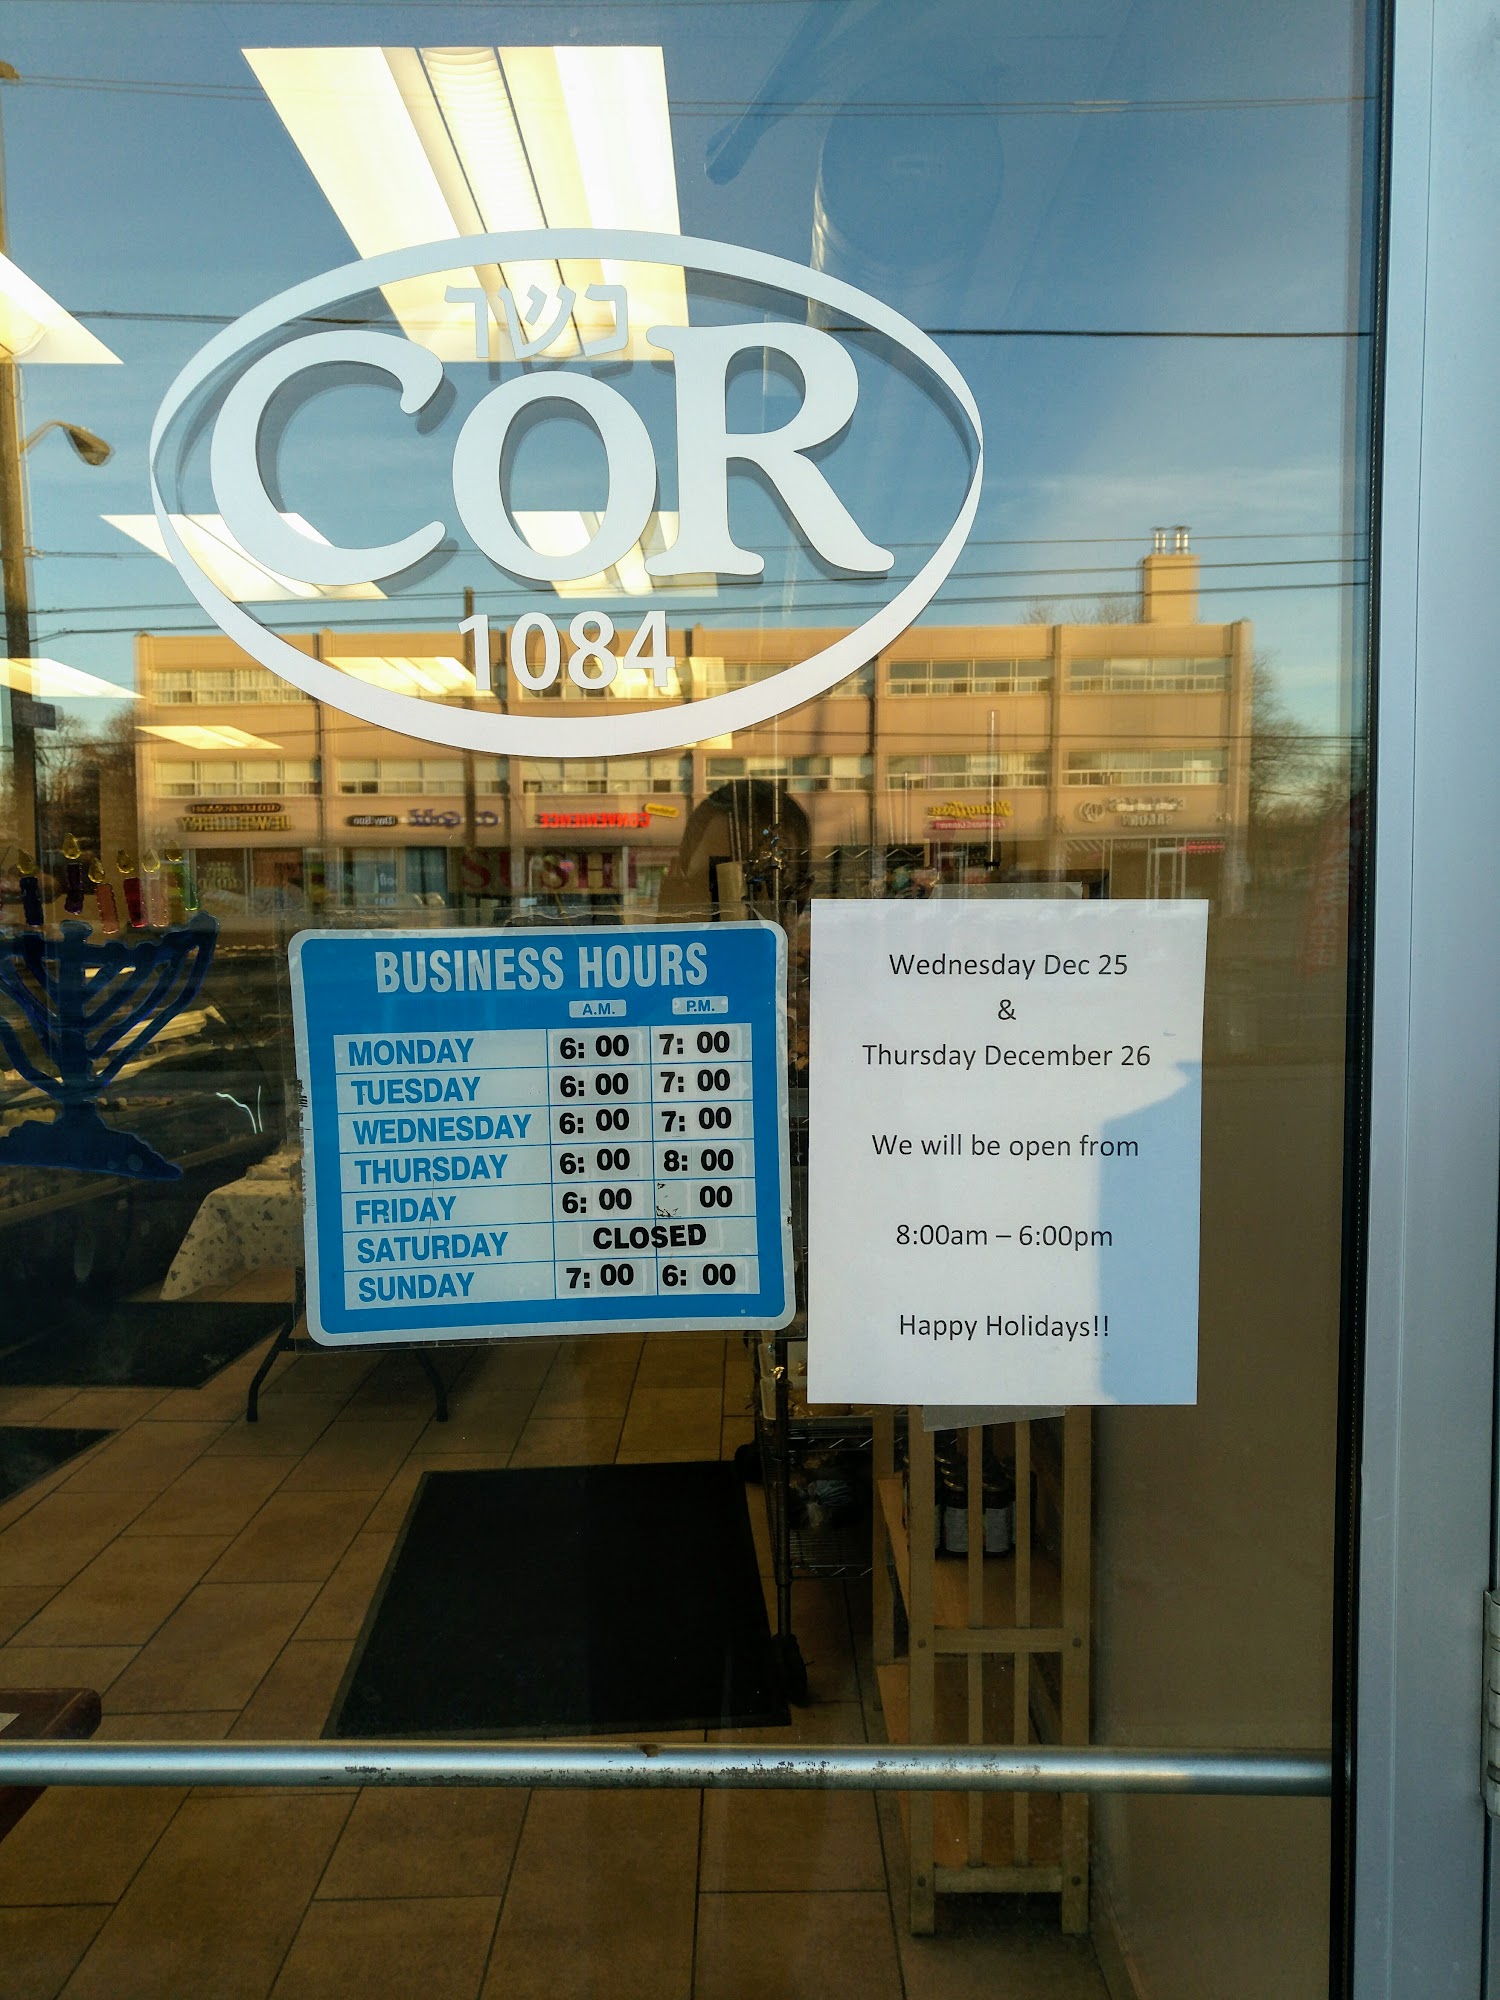 כשר
COR
1084
BUSINESS HOURS
A.M. P.M.
MONDAY 6: 00 7: 00
TUESDAY 6: 00 7: 00
WEDNESDAY 6: 00 7: 00
THURSDAY 6: 00 8: 00
FRIDAY 6: 00 00
SATURDAY CLOSED
SUNDAY 7: 00 6: 00
Wednesday Dec 25
&
Thursday December 26
We will be open from
8:00am – 6:00pm
Happy Holidays!!
CONVENIENCE
SUSHI